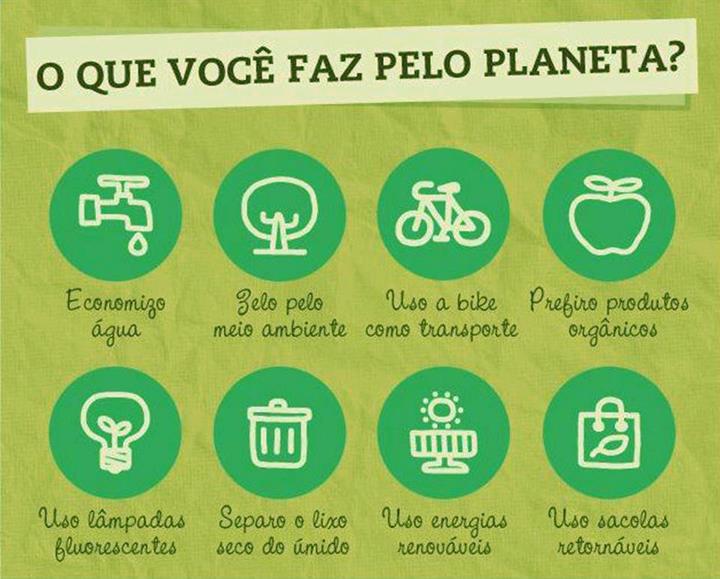 O QUE VOCÊ FAZ PELO PLANETA?
Economizo
água
Zelo pelo
meio ambiente
Uso a bike
como transporte
Prefiro produtos
orgânicos
Uso lâmpadas
fluorescentes
Separo o lixo
seco do úmido
Uso energias
renováveis
Uso sacolas
retornáveis